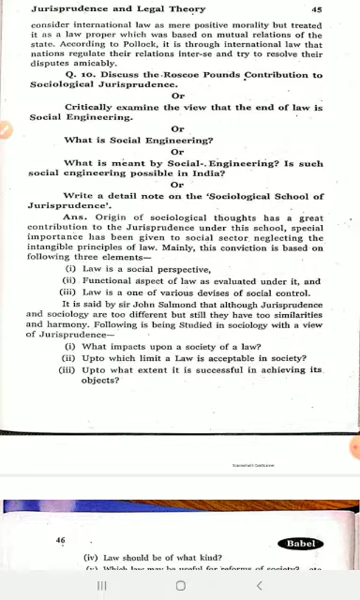 Jurisprudence and Legal Theory 45
consider international law as mere positive morality but treated
it as a law proper which was based on mutual relations of the
state. According to Pollock, it is through international law that
nations regulate their relations inter-se and try to resolve their
disputes amicably.
Q. 10. Discuss the Roscoe Pounds Contribution to
Sociological Jurisprudence.
Or
Critically examine the view that the end of law is
Social Engineering.
Or
What is Social Engineering?
Or
What is meant by Social-. Engineering? Is such
social engineering possible in India?
Or
Write a detail note on the 'Sociological School of
Jurisprudence'.
Ans. Origin of sociological thoughts has a great
contribution to the Jurisprudence under this school, special
importance has been given to social sector neglecting the
intangible principles of law. Mainly, this conviction is based on
following three elements—
(i) Law is a social perspective,
(ii) Functional aspect of law as evaluated under it, and
(iii) Law is a one of various devises of social control.
It is said by sir John Salmond that although Jurisprudence
and sociology are too different but still they have too similarities
and harmony. Following is being Studied in sociology with a view
of Jurisprudence—
(i) What impacts upon a society of a law?
(ii) Upto which limit a Law is acceptable in society?
(iii) Upto what extent it is successful in achieving its
objects?
46 Babel
(iv) Law should be of what kind?
(v) Which law may be useful for reforms of society?